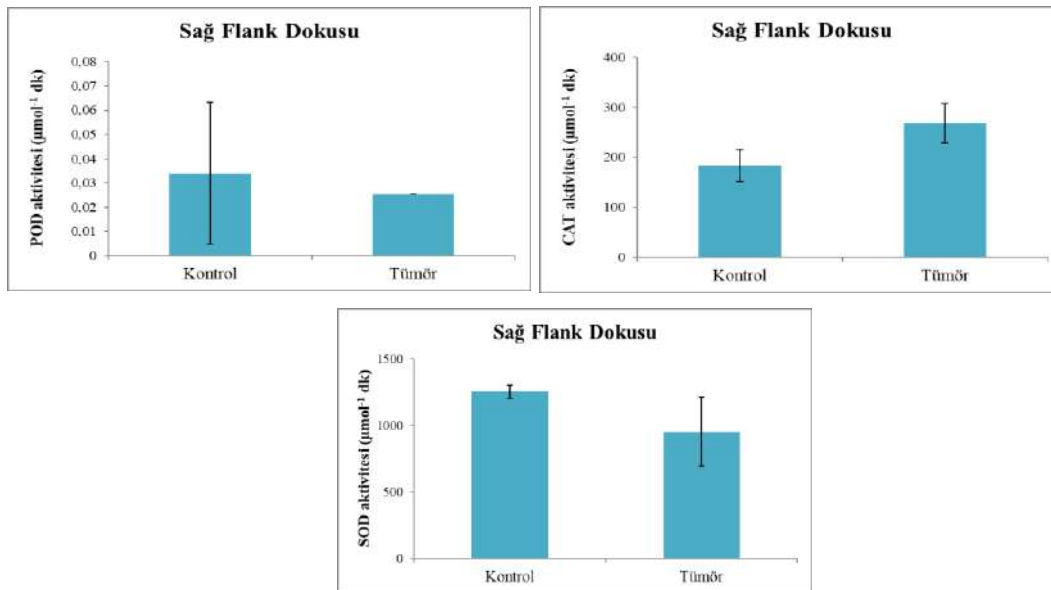 Sağ Flank Dokusu
POD aktivitesi (µmol⁻¹ dk)
0,08
0,07
0,06
0,05
0,04
0,03
0,02
0,01
0
Kontrol
Tümör
Sağ Flank Dokusu
CAT aktivitesi (µmol⁻¹ dk)
400
300
200
100
0
Kontrol
Tümör
Sağ Flank Dokusu
SOD aktivitesi (µmol⁻¹ dk)
1500
1000
500
0
Kontrol
Tümör